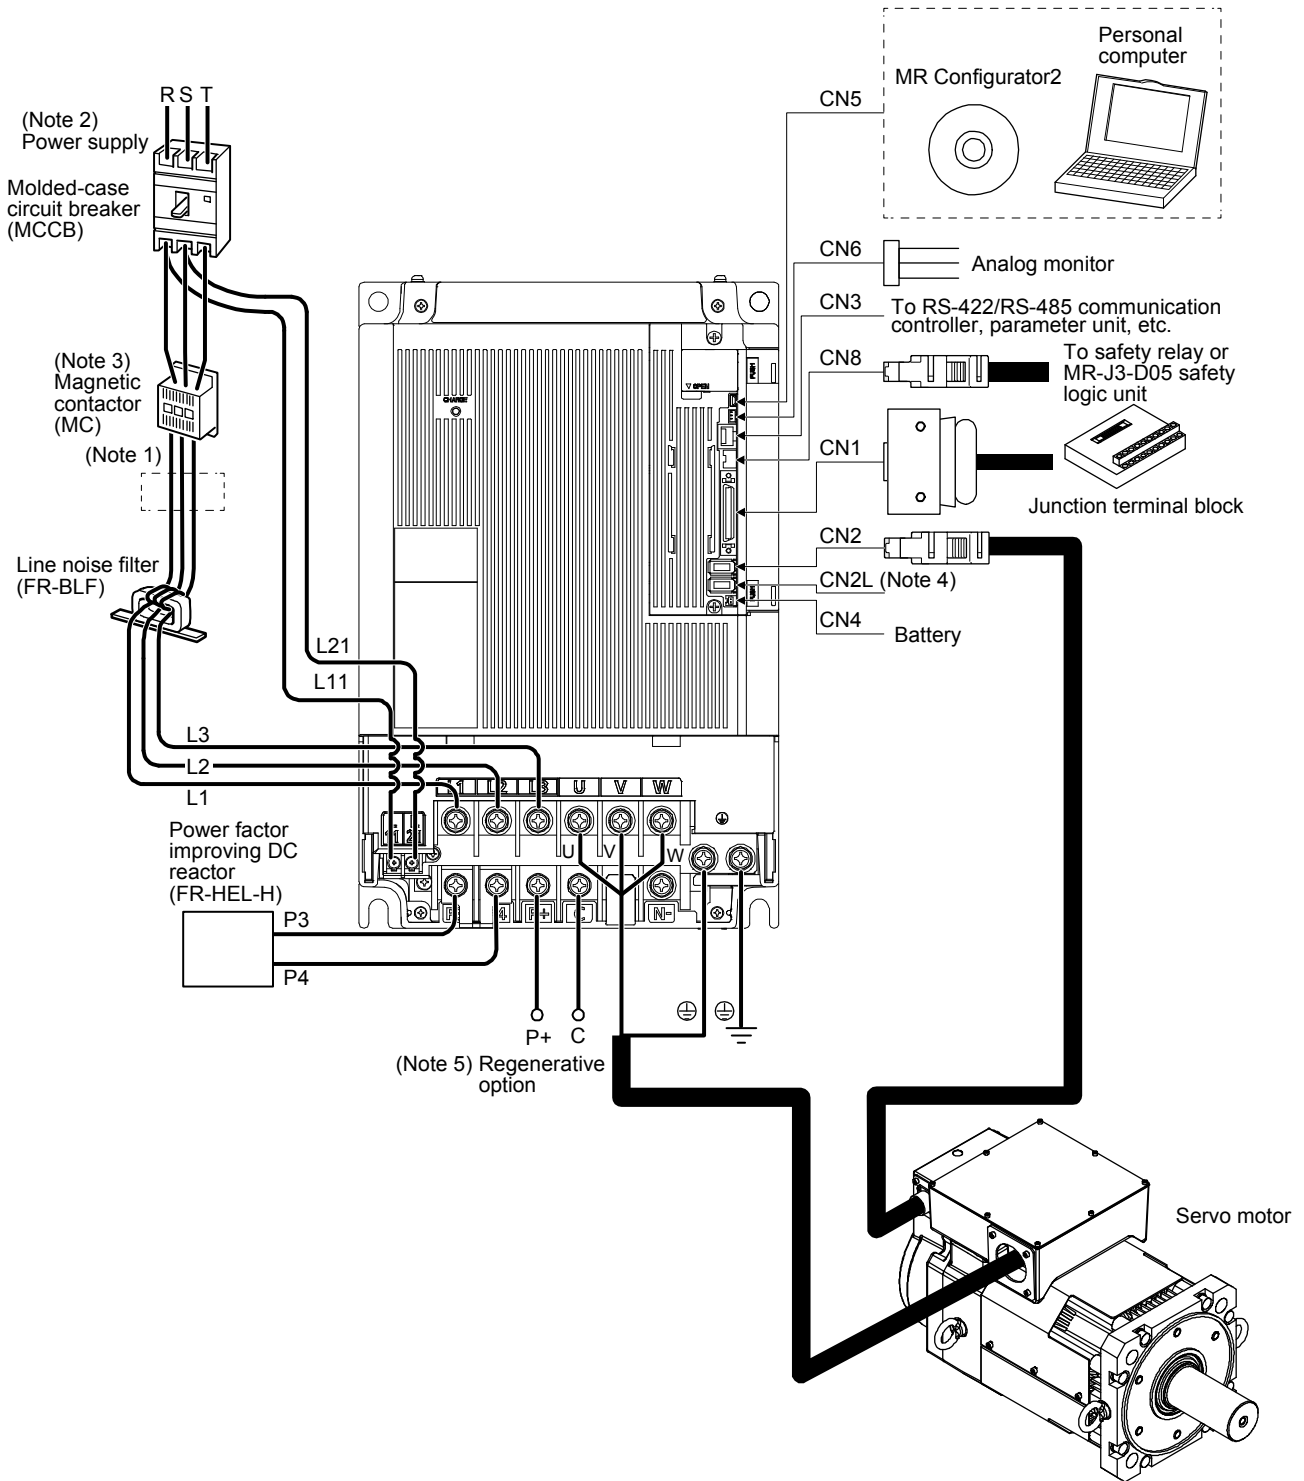 Personal
computer
MR Configurator2
CN5
R S T
(Note 2)
Power supply
Molded-case
circuit breaker
(MCCB)
CN6
Analog monitor
CN3
To RS-422/RS-485 communication
controller, parameter unit, etc.
CN8
To safety relay or
MR-J3-D05 safety
logic unit
(Note 3)
Magnetic
contactor
(MC)
(Note 1)
OPEN
CHARGE
CN1
Junction terminal block
CN2
CN2L (Note 4)
CN4
Battery
Line noise filter
(FR-BLF)
L21
L11
L3
L2
L1
L3 U V W
U V W
Power factor
improving DC
reactor
(FR-HEL-H)
N-
P3
P4
P+ C
(Note 5) Regenerative
option
Servo motor